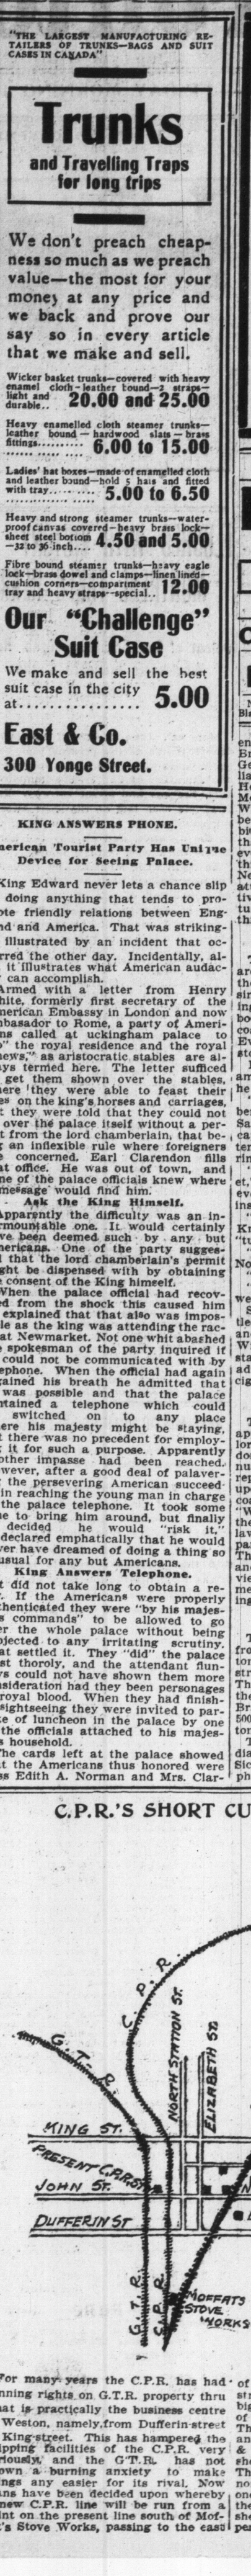 "THE LARGEST MANUFACTURING RE-
TAILERS OF TRUNKS—BAGS AND SUIT
CASES IN CANADA"
Trunks
and Travelling Traps
for long trips
We don't preach cheap-
ness so much as we preach
value—the most for your
money at any price and
we back and prove our
say so in every article
that we make and sell.
Wicker basket trunks—covered with heavy
enamel cloth-leather bound—2 straps—
light and
durable.. 20.00 and 25.00
Heavy enamelled cloth steamer trunks—
leather bound — hardwood slats — brass
fittings..........
.......... 6.00 to 15.00
Ladies' hat boxes—made of enamelled cloth
and leather bound—hold 5 hats and fitted
with tray.......... 5.00 to 6.50
Heavy and strong steamer trunks—water-
proof canvas covered—heavy brass lock—
sheet steel bottom
—32 to 36 inch.... 4.50 and 5.00
Fibre bound steamer trunks—heavy eagle
lock—brass dowel and clamps—linen lined—
cushion corners—compartment
tray and heavy straps--special.. 12.00
Our "Challenge"
Suit Case
We make and sell the best
suit case in the city
at................ 5.00
East & Co.
300 Yonge Street.
KING ANSWERS PHONE.
American Tourist Party Has Unique
Device for Seeing Palace.
King Edward never lets a chance slip
doing anything that tends to pro-
ote friendly relations between Eng-
nd and America. That was striking-
illustrated by an incident that oc-
rred the other day. Incidentally, al-
it illustrates what American audac-
can accomplish.
Armed with a letter from Henry
hite, formerly first secretary of the
merican Embassy in London and now
bassador to Rome, a party of Ameri-
ns called at uckingham palace to
" the royal residence and the royal
ews," as aristocratic stables are al-
ys termed here. The letter sufficed
get them shown over the stables,
ere they were able to feast their
es on the king's horses and carriages,
t they were told that they could not
over the palace itself without a per-
t from the lord chamberlain, that be-
g an inflexible rule where foreigners
e concerned. Earl Clarendon fills
at office. He was out of town, and
ne of the palace officials knew where
message would find him.
Ask the King Himself.
Apparently the difficulty was an in-
rmountable one. It would certainly
ve been deemed such by any but
mericans. One of the party sugges-
that the lord chamberlain's permit
ght be dispensed with by obtaining
consent of the King himself.
When the palace official had recov-
ed from the shock this caused him
explained that that also was impos-
le as the king was attending the rac-
at Newmarket. Not one whit abashed
spokesman of the party inquired if
could not be communicated with by
ephone. When the official had again
ained his breath he admitted that
was possible and that the palace
ntained a telephone which could
switched on to any place
ere his majesty might be staying,
t there was no precedent for employ-
it for such a purpose. Apparently
other impasse had been reached.
wever, after a good deal of palaver-
the persevering American succeed-
in reaching the young man in charge
the palace telephone. It took some
e to bring him around, but finally
decided he would "risk it,"
declared emphatically that he would
er have dreamed of doing a thing so
usual for any but Americans.
King Answers Telephone.
t did not take long to obtain a re-
. If the Americans were properly
thenticated they were "by his majes-
s commands" to be allowed to go
er the whole palace without being
bjected to any irritating scrutiny.
at settled it. They "did" the palace
st thoroly, and the attendant flun-
ys could not have shown them more
nsideration had they been personages
royal blood. When they had finish-
sightseeing they were invited to par-
e of luncheon in the palace by one
the officials attached to his majes-
s household.
he cards left at the palace showed
t the Americans thus honored were
ss Edith A. Norman and Mrs. Clar-
C.P.R.'S SHORT CU
G.T.R.
C.P.R.
NORTH STATION ST.
ELIZABETH ST.
KING ST.
PRESENT C.P.R. STN
JOHN ST.
DUFFERIN ST
G.T.R.
C.P.R.
MOFFATS
STOVE
WORKS
For many years the C.P.R. has had
nning rights on G.T.R. property thru
hat is practically the business centre
Weston, namely, from Dufferin-street
King-street. This has hampered the
ipping facilities of the C.P.R. very
riously, and the G.T.R. has not
own a burning anxiety to make
ngs any easier for its rival. Now
ns have been decided upon whereby
new C.P.R. line will be run from a
int on the present line south of Mof-
's Stove Works, passing to the east